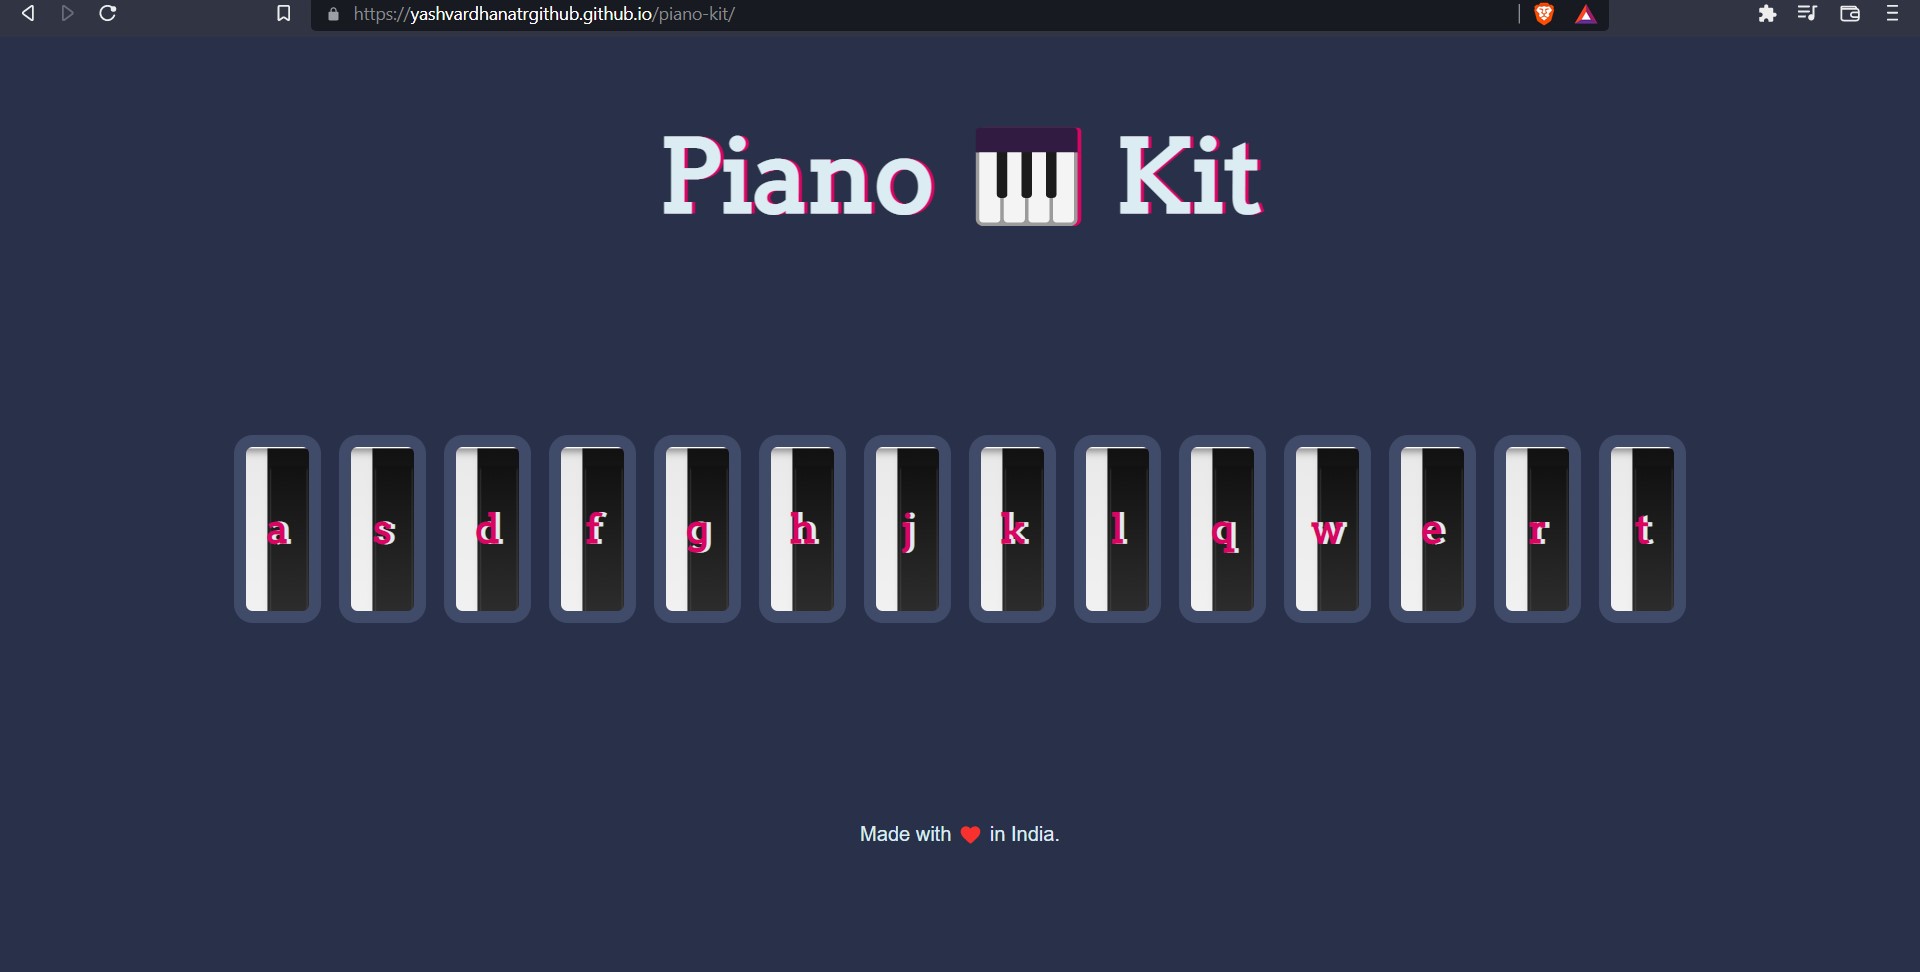 https://yashvardhanatrgithub.github.io/piano-kit/
Piano 🎹 Kit
a s d f g h j k l q w e r t
Made with ❤️ in India.